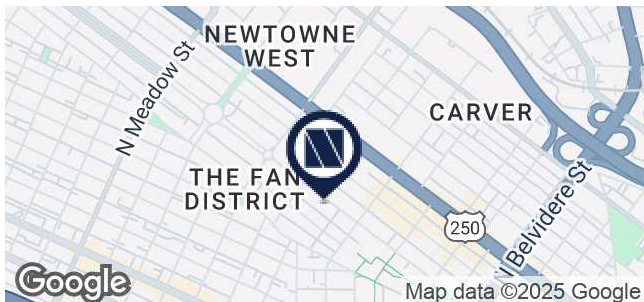 NEWTOWNE
WEST
N Meadow St
CARVER
THE FAN
DISTRICT
N Belvidere St
250
Google
Map data ©2025 Google